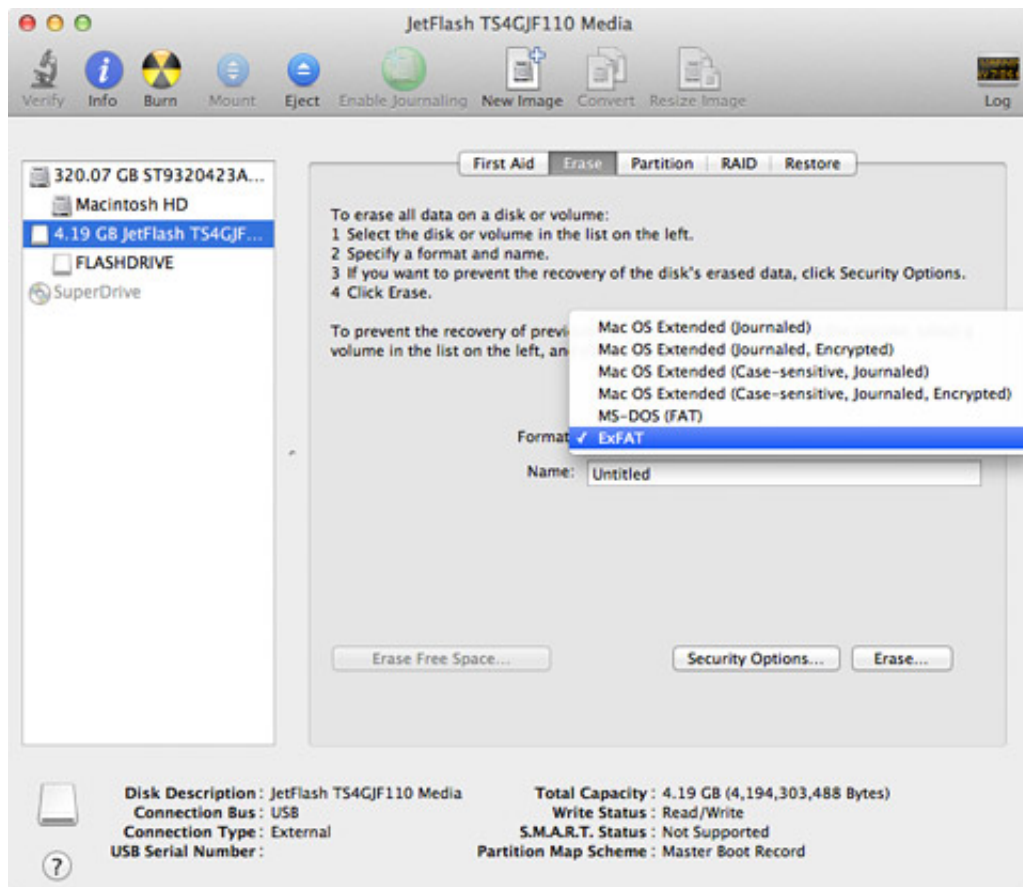 JetFlash TS4GJF110 Media
Verify Info Burn Mount Eject Enable Journaling New Image Convert Resize Image Log
320.07 GB ST9320423A...
Macintosh HD
4.19 GB JetFlash TS4GJF...
FLASHDRIVE
SuperDrive
First Aid Erase Partition RAID Restore
To erase all data on a disk or volume:
1 Select the disk or volume in the list on the left.
2 Specify a format and name.
3 If you want to prevent the recovery of the disk's erased data, click Security Options.
4 Click Erase.
To prevent the recovery of previ
volume in the list on the left, an
Mac OS Extended (Journaled)
Mac OS Extended (Journaled, Encrypted)
Mac OS Extended (Case-sensitive, Journaled)
Mac OS Extended (Case-sensitive, Journaled, Encrypted)
MS-DOS (FAT)
Format ✓ ExFAT
Name: Untitled
Erase Free Space... Security Options... Erase...
Disk Description : JetFlash TS4GJF110 Media
Connection Bus : USB
Connection Type : External
USB Serial Number :
Total Capacity : 4.19 GB (4,194,303,488 Bytes)
Write Status : Read/Write
S.M.A.R.T. Status : Not Supported
Partition Map Scheme : Master Boot Record
?